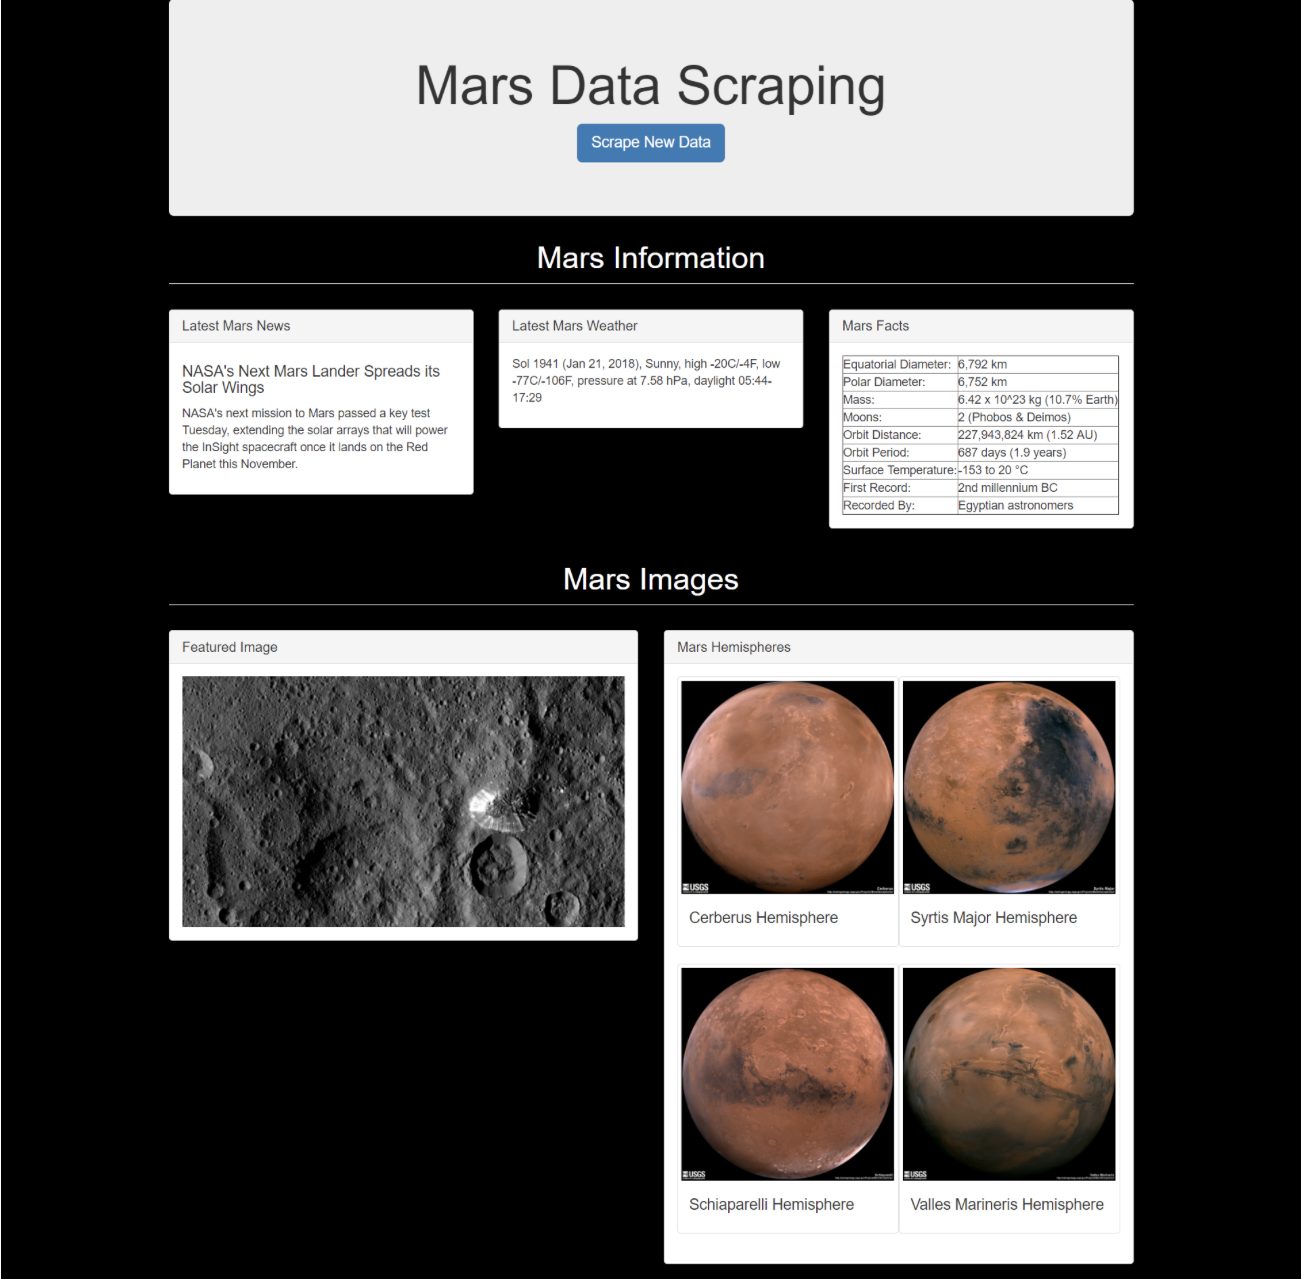 Mars Data Scraping
Scrape New Data
Mars Information
Latest Mars News
NASA's Next Mars Lander Spreads its
Solar Wings
NASA's next mission to Mars passed a key test
Tuesday, extending the solar arrays that will power
the InSight spacecraft once it lands on the Red
Planet this November.
Latest Mars Weather
Sol 1941 (Jan 21, 2018), Sunny, high -20C/-4F, low
-77C/-106F, pressure at 7.58 hPa, daylight 05:44-
17:29
Mars Facts
Equatorial Diameter: 6,792 km
Polar Diameter: 6,752 km
Mass: 6.42 x 10^23 kg (10.7% Earth)
Moons: 2 (Phobos & Deimos)
Orbit Distance: 227,943,824 km (1.52 AU)
Orbit Period: 687 days (1.9 years)
Surface Temperature: -153 to 20 °C
First Record: 2nd millennium BC
Recorded By: Egyptian astronomers
Mars Images
Featured Image
Mars Hemispheres
USGS
Cerberus
USGS
Syrtis Major
Cerberus Hemisphere
Syrtis Major Hemisphere
USGS
Schiaparelli
USGS
Valles Marineris
Schiaparelli Hemisphere
Valles Marineris Hemisphere